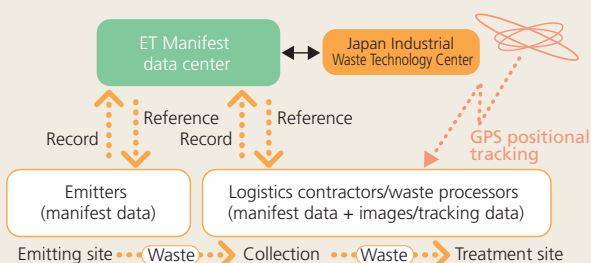 ET Manifest
data center
Japan Industrial
Waste Technology Center
Record
Reference
Record
Reference
GPS positional
tracking
Emitters
(manifest data)
Logistics contractors/waste processors
(manifest data + images/tracking data)
Emitting site Waste Collection Waste Treatment site